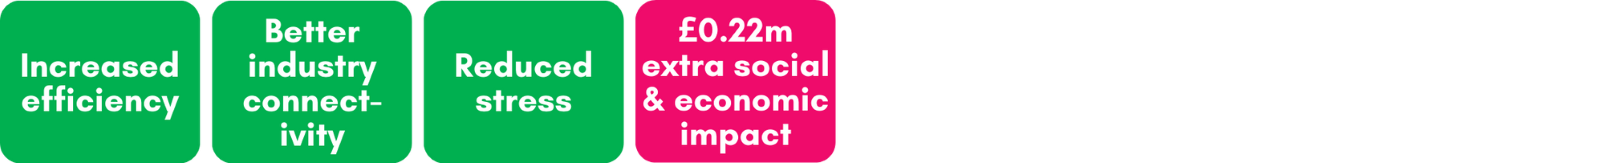 Increased
efficiency
Better
industry
connect-
ivity
Reduced
stress
£0.22m
extra social
& economic
impact